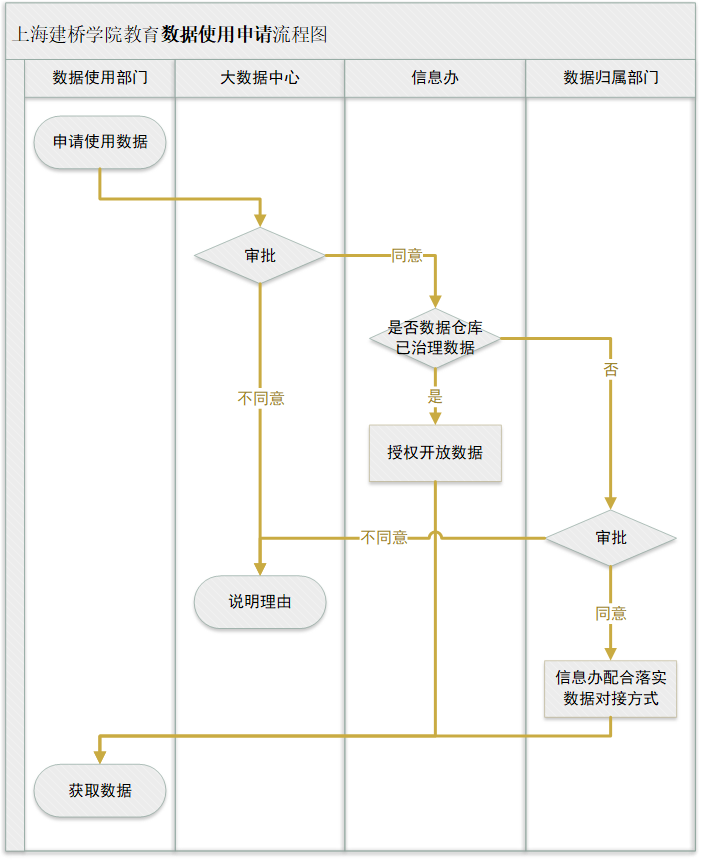 上海建桥学院教育数据使用申请流程图
数据使用部门
大数据中心
信息办
数据归属部门
申请使用数据
审批
同意
是否数据仓库
已治理数据
否
不同意
是
授权开放数据
不同意
审批
说明理由
同意
信息办配合落实
数据对接方式
获取数据